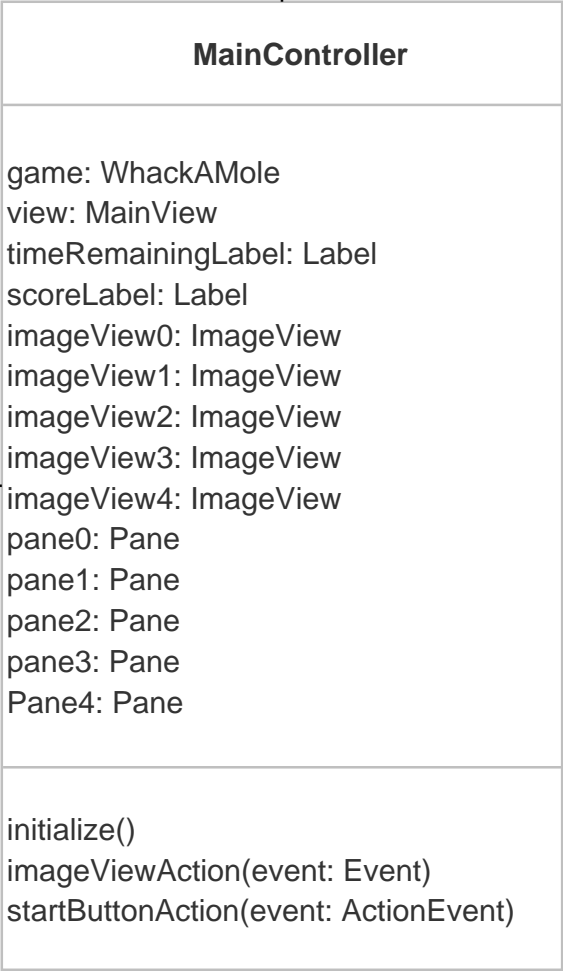 MainController
game: WhackAMole
view: MainView
timeRemainingLabel: Label
scoreLabel: Label
imageView0: ImageView
imageView1: ImageView
imageView2: ImageView
imageView3: ImageView
imageView4: ImageView
pane0: Pane
pane1: Pane
pane2: Pane
pane3: Pane
Pane4: Pane
initialize()
imageViewAction(event: Event)
startButtonAction(event: ActionEvent)